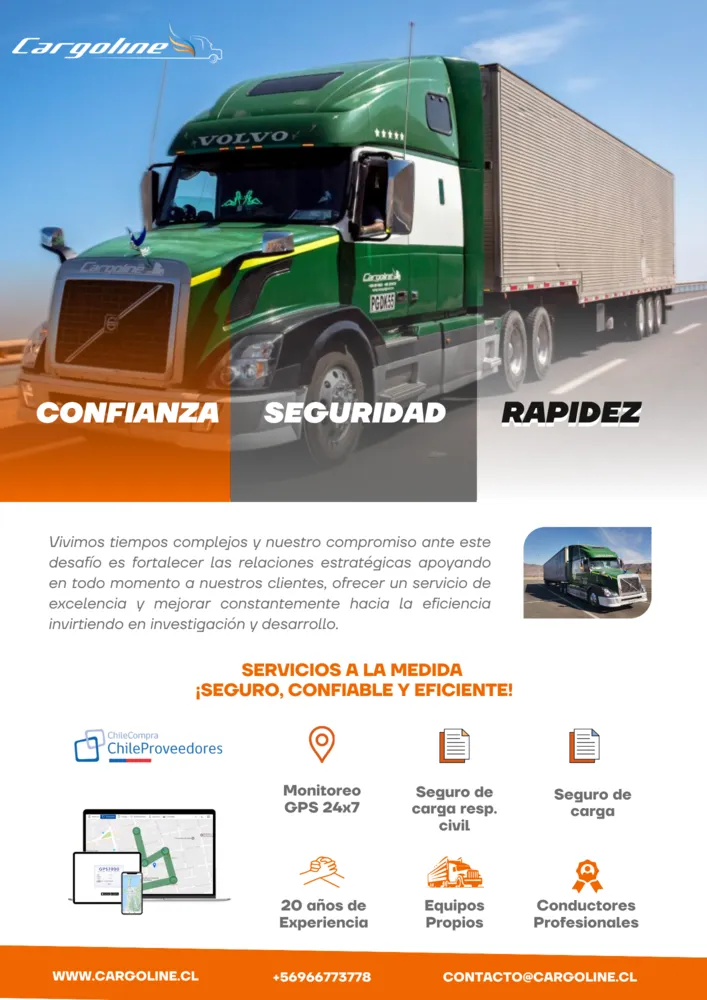 Cargoline
VOLVO
Cargoline
Cargoline
PGDK55
CONFIANZA
SEGURIDAD
RAPIDEZ
Vivimos tiempos complejos y nuestro compromiso ante este
desafío es fortalecer las relaciones estratégicas apoyando
en todo momento a nuestros clientes, ofrecer un servicio de
excelencia y mejorar constantemente hacia la eficiencia
invirtiendo en investigación y desarrollo.
SERVICIOS A LA MEDIDA
¡SEGURO, CONFIABLE Y EFICIENTE!
ChileCompra
ChileProveedores
Monitoreo
GPS 24x7
Seguro de
carga resp.
civil
Seguro de
carga
20 años de
Experiencia
Equipos
Propios
Conductores
Profesionales
WWW.CARGOLINE.CL
+56966773778
CONTACTO@CARGOLINE.CL